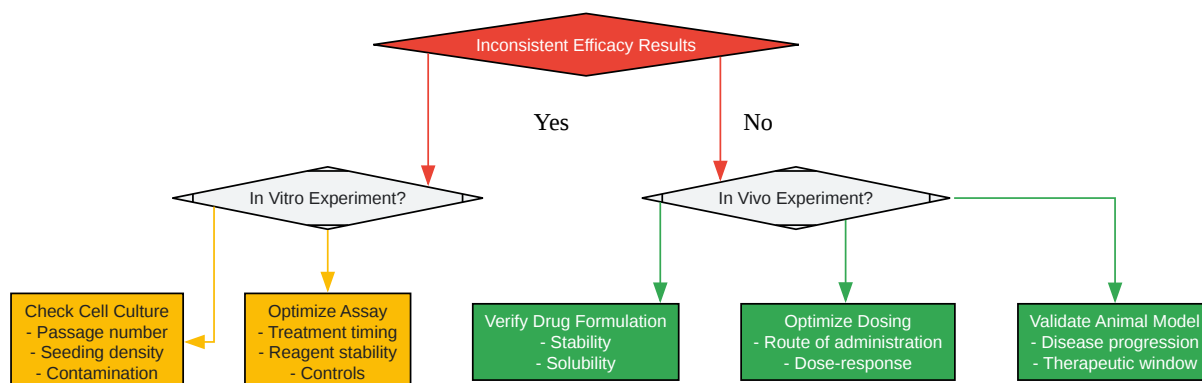 Inconsistent Efficacy Results
Yes
No
In Vitro Experiment?
In Vivo Experiment?
Check Cell Culture
- Passage number
- Seeding density
- Contamination
Optimize Assay
- Treatment timing
- Reagent stability
- Controls
Verify Drug Formulation
- Stability
- Solubility
Optimize Dosing
- Route of administration
- Dose-response
Validate Animal Model
- Disease progression
- Therapeutic window